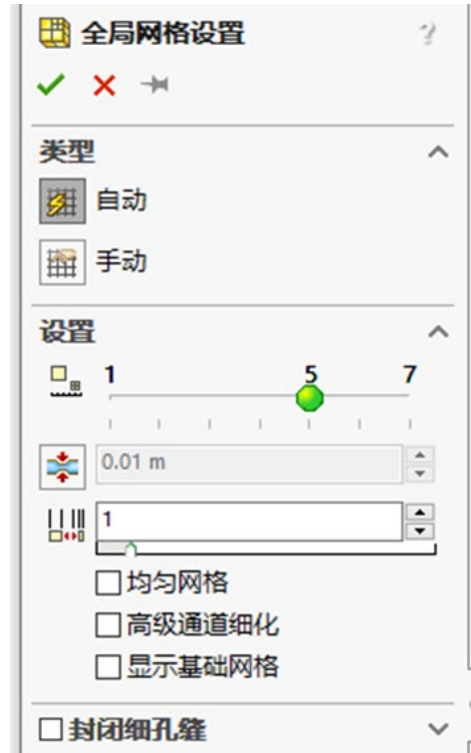 全局网格设置
类型
自动
手动
设置
1 5 7
0.01 m
1
均匀网格
高级通道细化
显示基础网格
封闭细孔缝